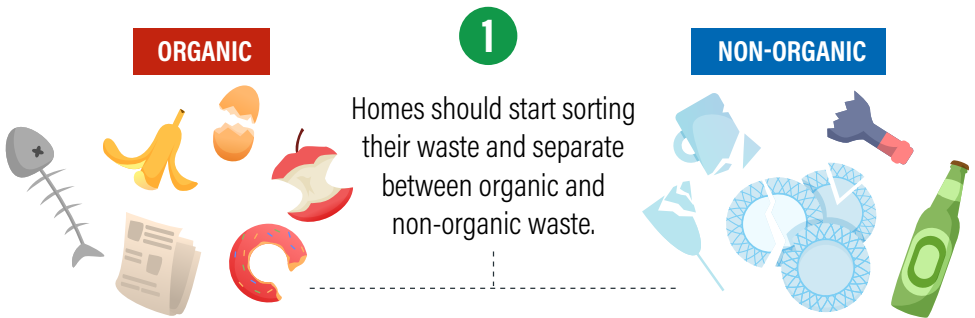 ORGANIC
1
NON-ORGANIC
Homes should start sorting
their waste and separate
between organic and
non-organic waste.